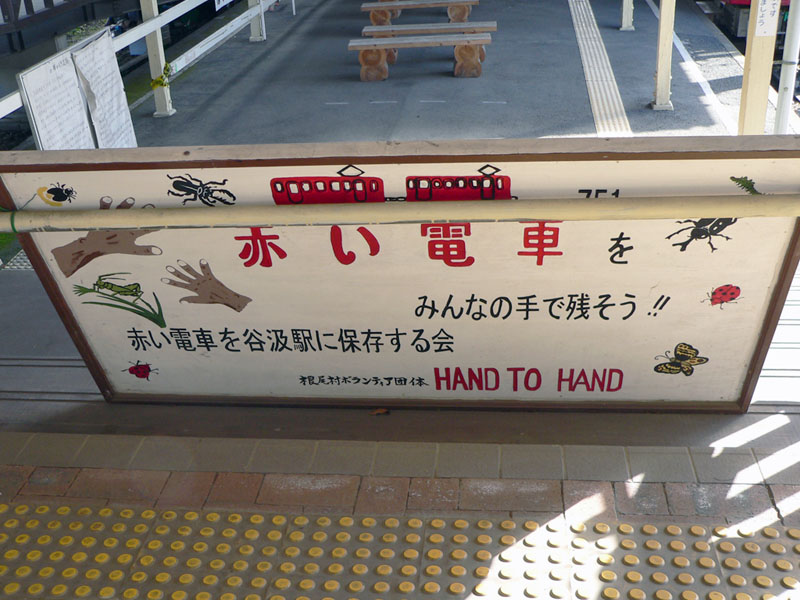 751
赤い電車を
みんなの手で残そう!!
赤い電車を谷汲駅に保存する会
根尾村ボランティア団体 HAND TO HAND